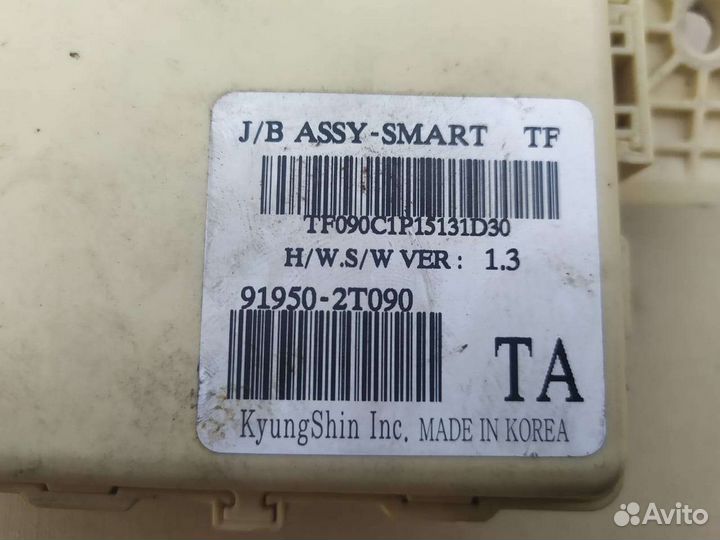 J/B ASSY-SMART TF
TF090C1P15131D30
H/W.S/W VER : 1.3
91950-2T090
TA
KyungShin Inc. MADE IN KOREA
Avito